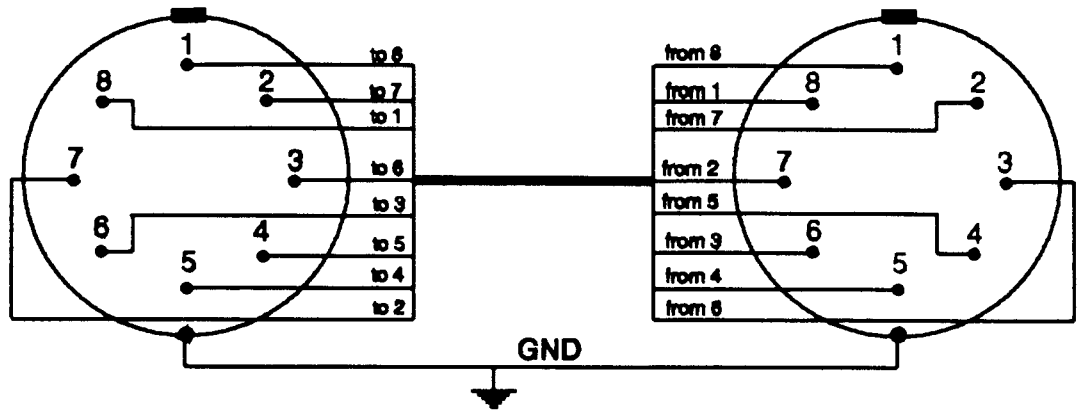 1
8
2
7
3
6
4
5
to 8
to 7
to 1
to 6
to 3
to 5
to 4
to 2
from 8
from 1
from 7
from 2
from 5
from 3
from 4
from 6
1
8
2
7
3
6
4
5
GND